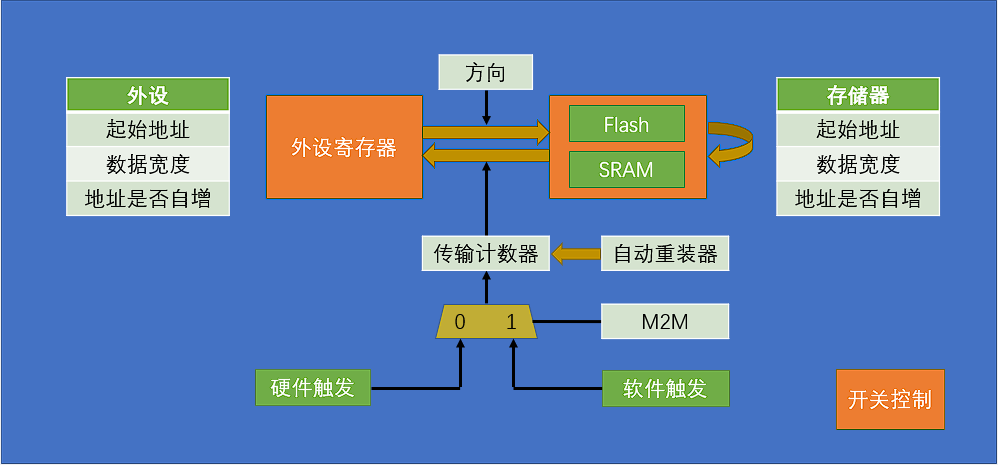 方向
外设
起始地址
数据宽度
地址是否自增
外设寄存器
Flash
SRAM
存储器
起始地址
数据宽度
地址是否自增
传输计数器
自动重装器
0 1
M2M
硬件触发
软件触发
开关控制